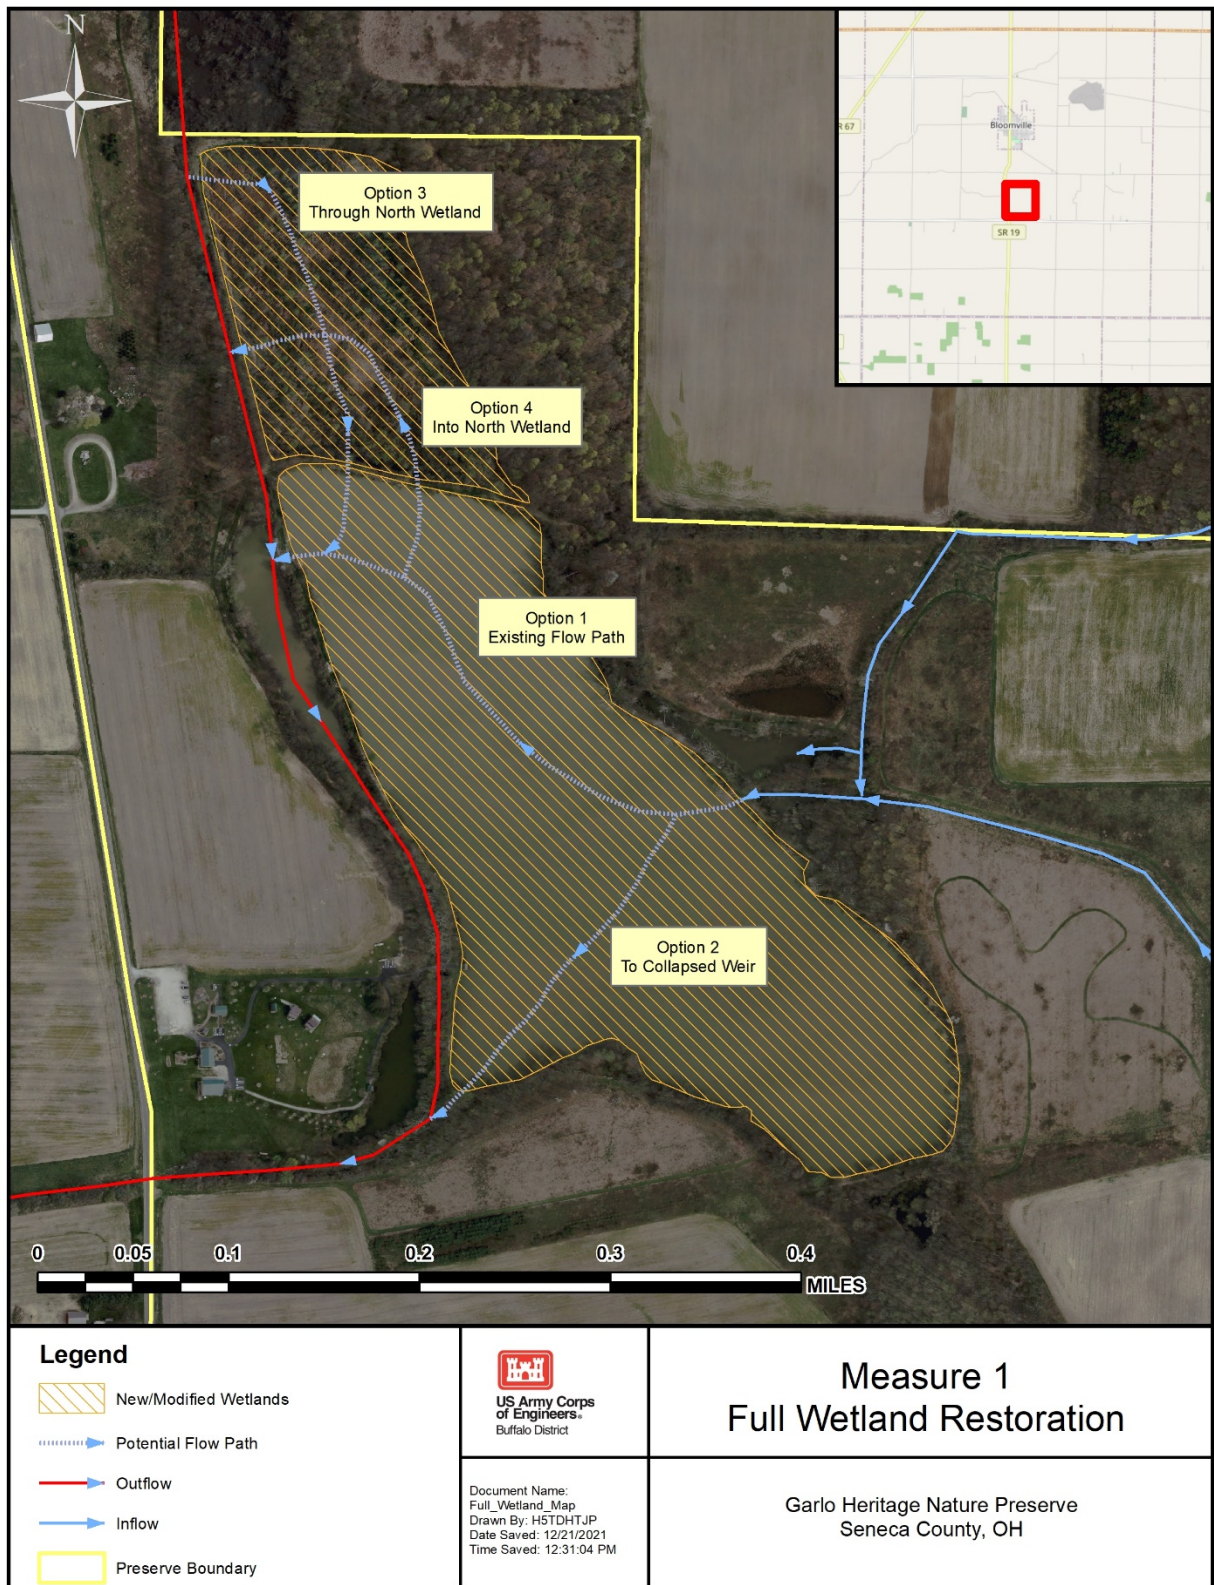 N
R 67
Bloomville
SR 19
Option 3
Through North Wetland
Option 4
Into North Wetland
Option 1
Existing Flow Path
Option 2
To Collapsed Weir
0 0.05 0.1 0.2 0.3 0.4
MILES
Legend
New/Modified Wetlands
Potential Flow Path
Outflow
Inflow
Preserve Boundary
US Army Corps
of Engineers®
Buffalo District
Document Name:
Full_Wetland_Map
Drawn By: H5TDHTJP
Date Saved: 12/21/2021
Time Saved: 12:31:04 PM
Measure 1
Full Wetland Restoration
Garlo Heritage Nature Preserve
Seneca County, OH